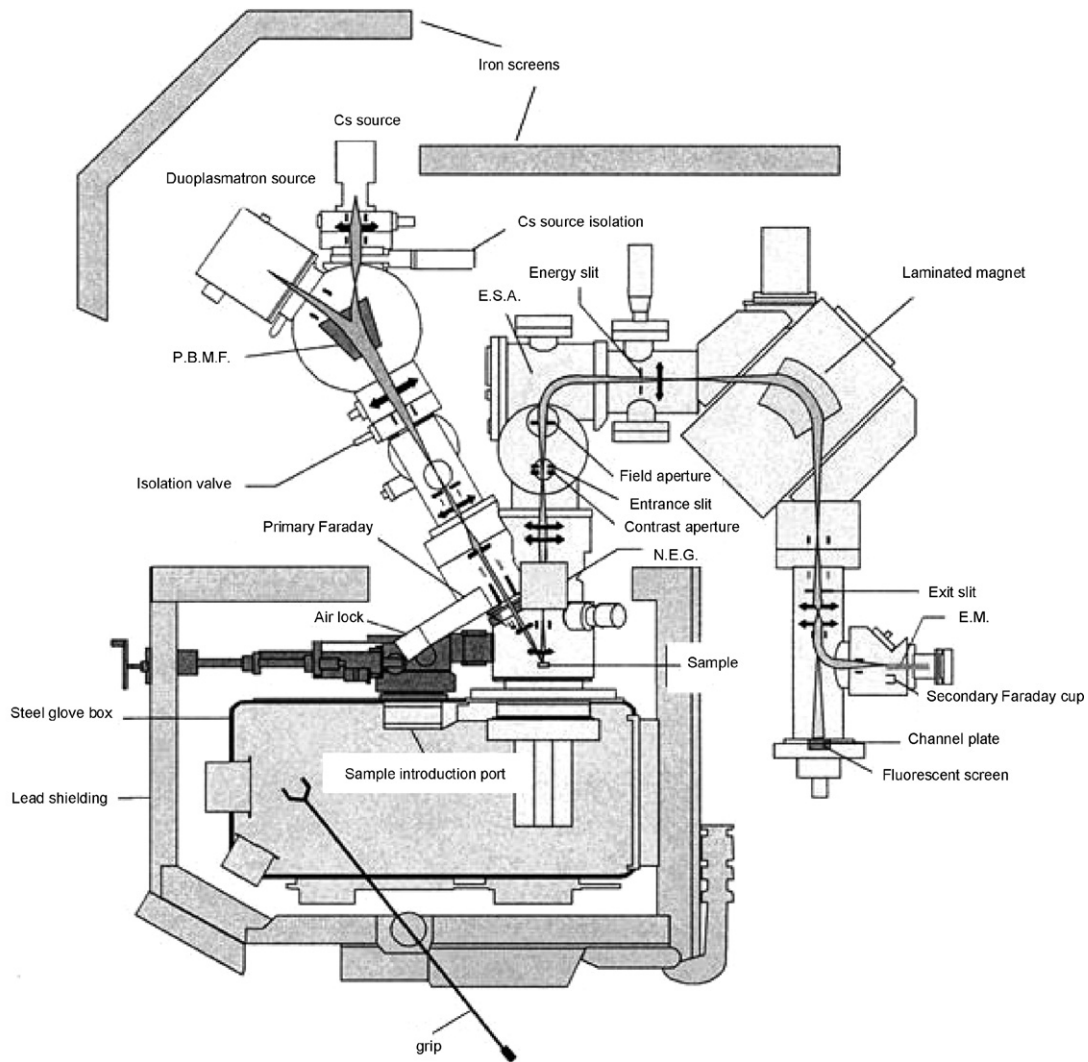 Iron screens
Cs source
Duoplasmatron source
Cs source isolation
Energy slit
Laminated magnet
E.S.A.
P.B.M.F.
Field aperture
Isolation valve
Entrance slit
Contrast aperture
Primary Faraday
N.E.G.
Exit slit
Air lock
E.M.
Sample
Secondary Faraday cup
Steel glove box
Channel plate
Sample introduction port
Fluorescent screen
Lead shielding
grip